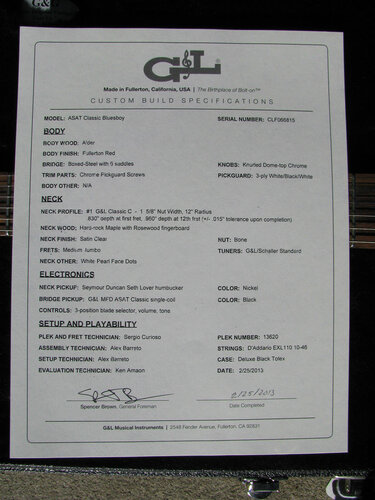 G&L
Made in Fullerton, California, USA | The Birthplace of Bolt-on™
CUSTOM BUILD SPECIFICATIONS
MODEL: ASAT Classic Bluesboy SERIAL NUMBER: CLF066815
BODY
BODY WOOD: Alder
BODY FINISH: Fullerton Red
BRIDGE: Boxed-Steel with 6 saddles KNOBS: Knurled Dome-top Chrome
TRIM PARTS: Chrome Pickguard Screws PICKGUARD: 3-ply White/Black/White
BODY OTHER: N/A
NECK
NECK PROFILE: #1 G&L Classic C - 1 5/8" Nut Width, 12" Radius
.830" depth at first fret, .960" depth at 12th fret (+/- .015" tolerance upon completion)
NECK WOOD: Hard-rock Maple with Rosewood fingerboard
NECK FINISH: Satin Clear NUT: Bone
FRETS: Medium Jumbo TUNERS: G&L/Schaller Standard
NECK OTHER: White Pearl Face Dots
ELECTRONICS
NECK PICKUP: Seymour Duncan Seth Lover humbucker COLOR: Nickel
BRIDGE PICKUP: G&L MFD ASAT Classic single-coil COLOR: Black
CONTROLS: 3-position blade selector, volume, tone
SETUP AND PLAYABILITY
PLEK AND FRET TECHNICIAN: Sergio Curioso PLEK NUMBER: 13620
ASSEMBLY TECHNICIAN: Alex Barreto STRINGS: D'Addario EXL110 10-46
SETUP TECHNICIAN: Alex Barreto CASE: Deluxe Black Tolex
EVALUATION TECHNICIAN: Ken Amaon DATE: 2/25/2013
2/25/2013
Spencer Brown, General Foreman Date Completed
G&L Musical Instruments | 2548 Fender Avenue, Fullerton, CA 92831